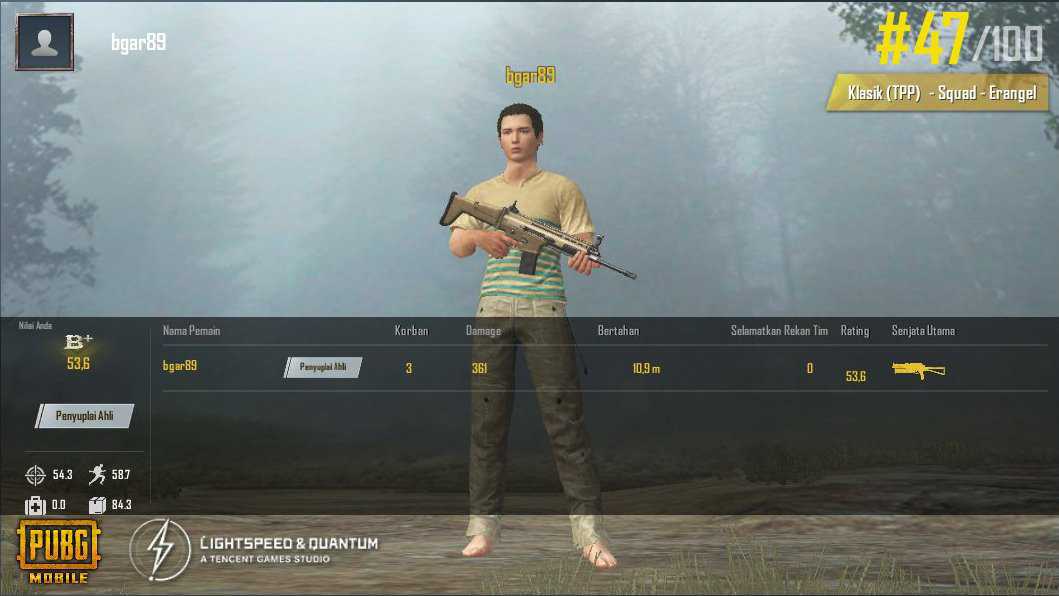 bgar89
#47/100
Klasik (TPP) - Squad - Erangel
bgar89
Nilai Anda
B+
53,6
Penyuplai Ahli
54.3 58.7
0.0 84.3
Nama Pemain Korban Damage Bertahan Selamatkan Rekan Tim Rating Senjata Utama
bgar89 Penyuplai Ahli 3 361 10,9 m 0 53,6
PUBG
MOBILE
LIGHTSPEED & QUANTUM
A TENCENT GAMES STUDIO